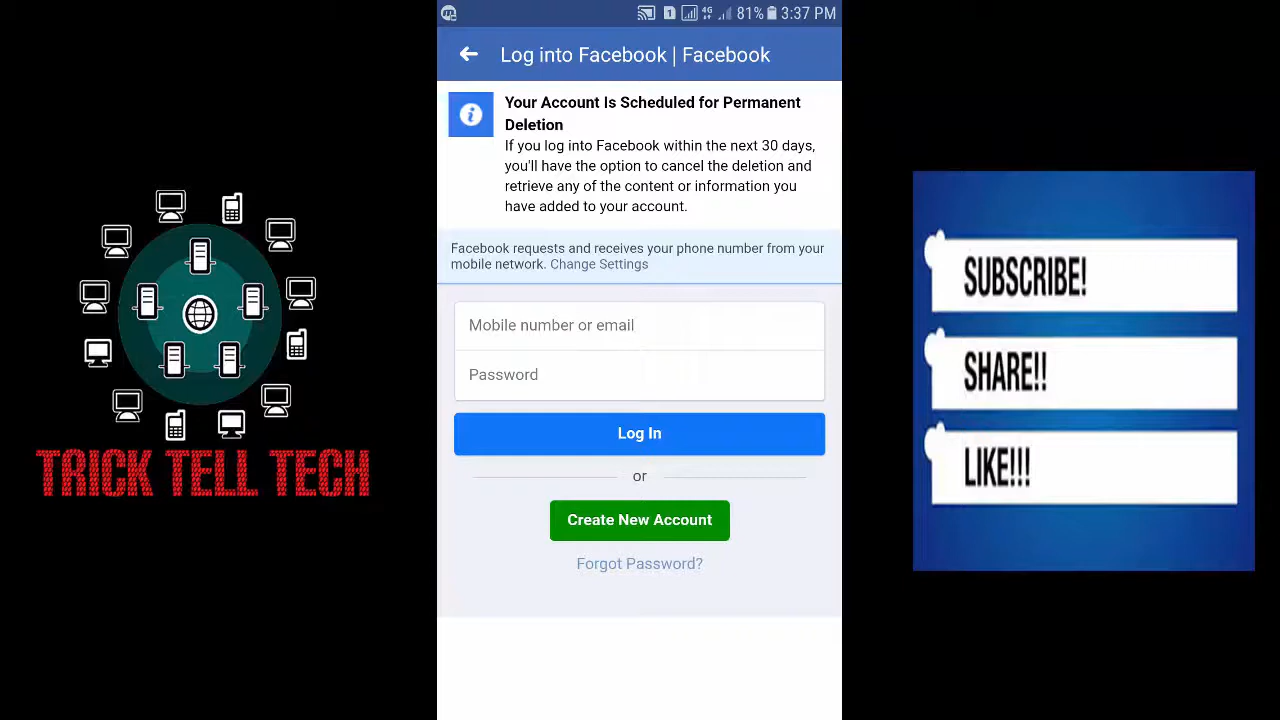 1 4G 81% 3:37 PM
Log into Facebook | Facebook
Your Account Is Scheduled for Permanent
Deletion
If you log into Facebook within the next 30 days,
you'll have the option to cancel the deletion and
retrieve any of the content or information you
have added to your account.
Facebook requests and receives your phone number from your
mobile network. Change Settings
Mobile number or email
Password
Log In
or
Create New Account
Forgot Password?
TRICK TELL TECH
SUBSCRIBE!
SHARE!!
LIKE!!!